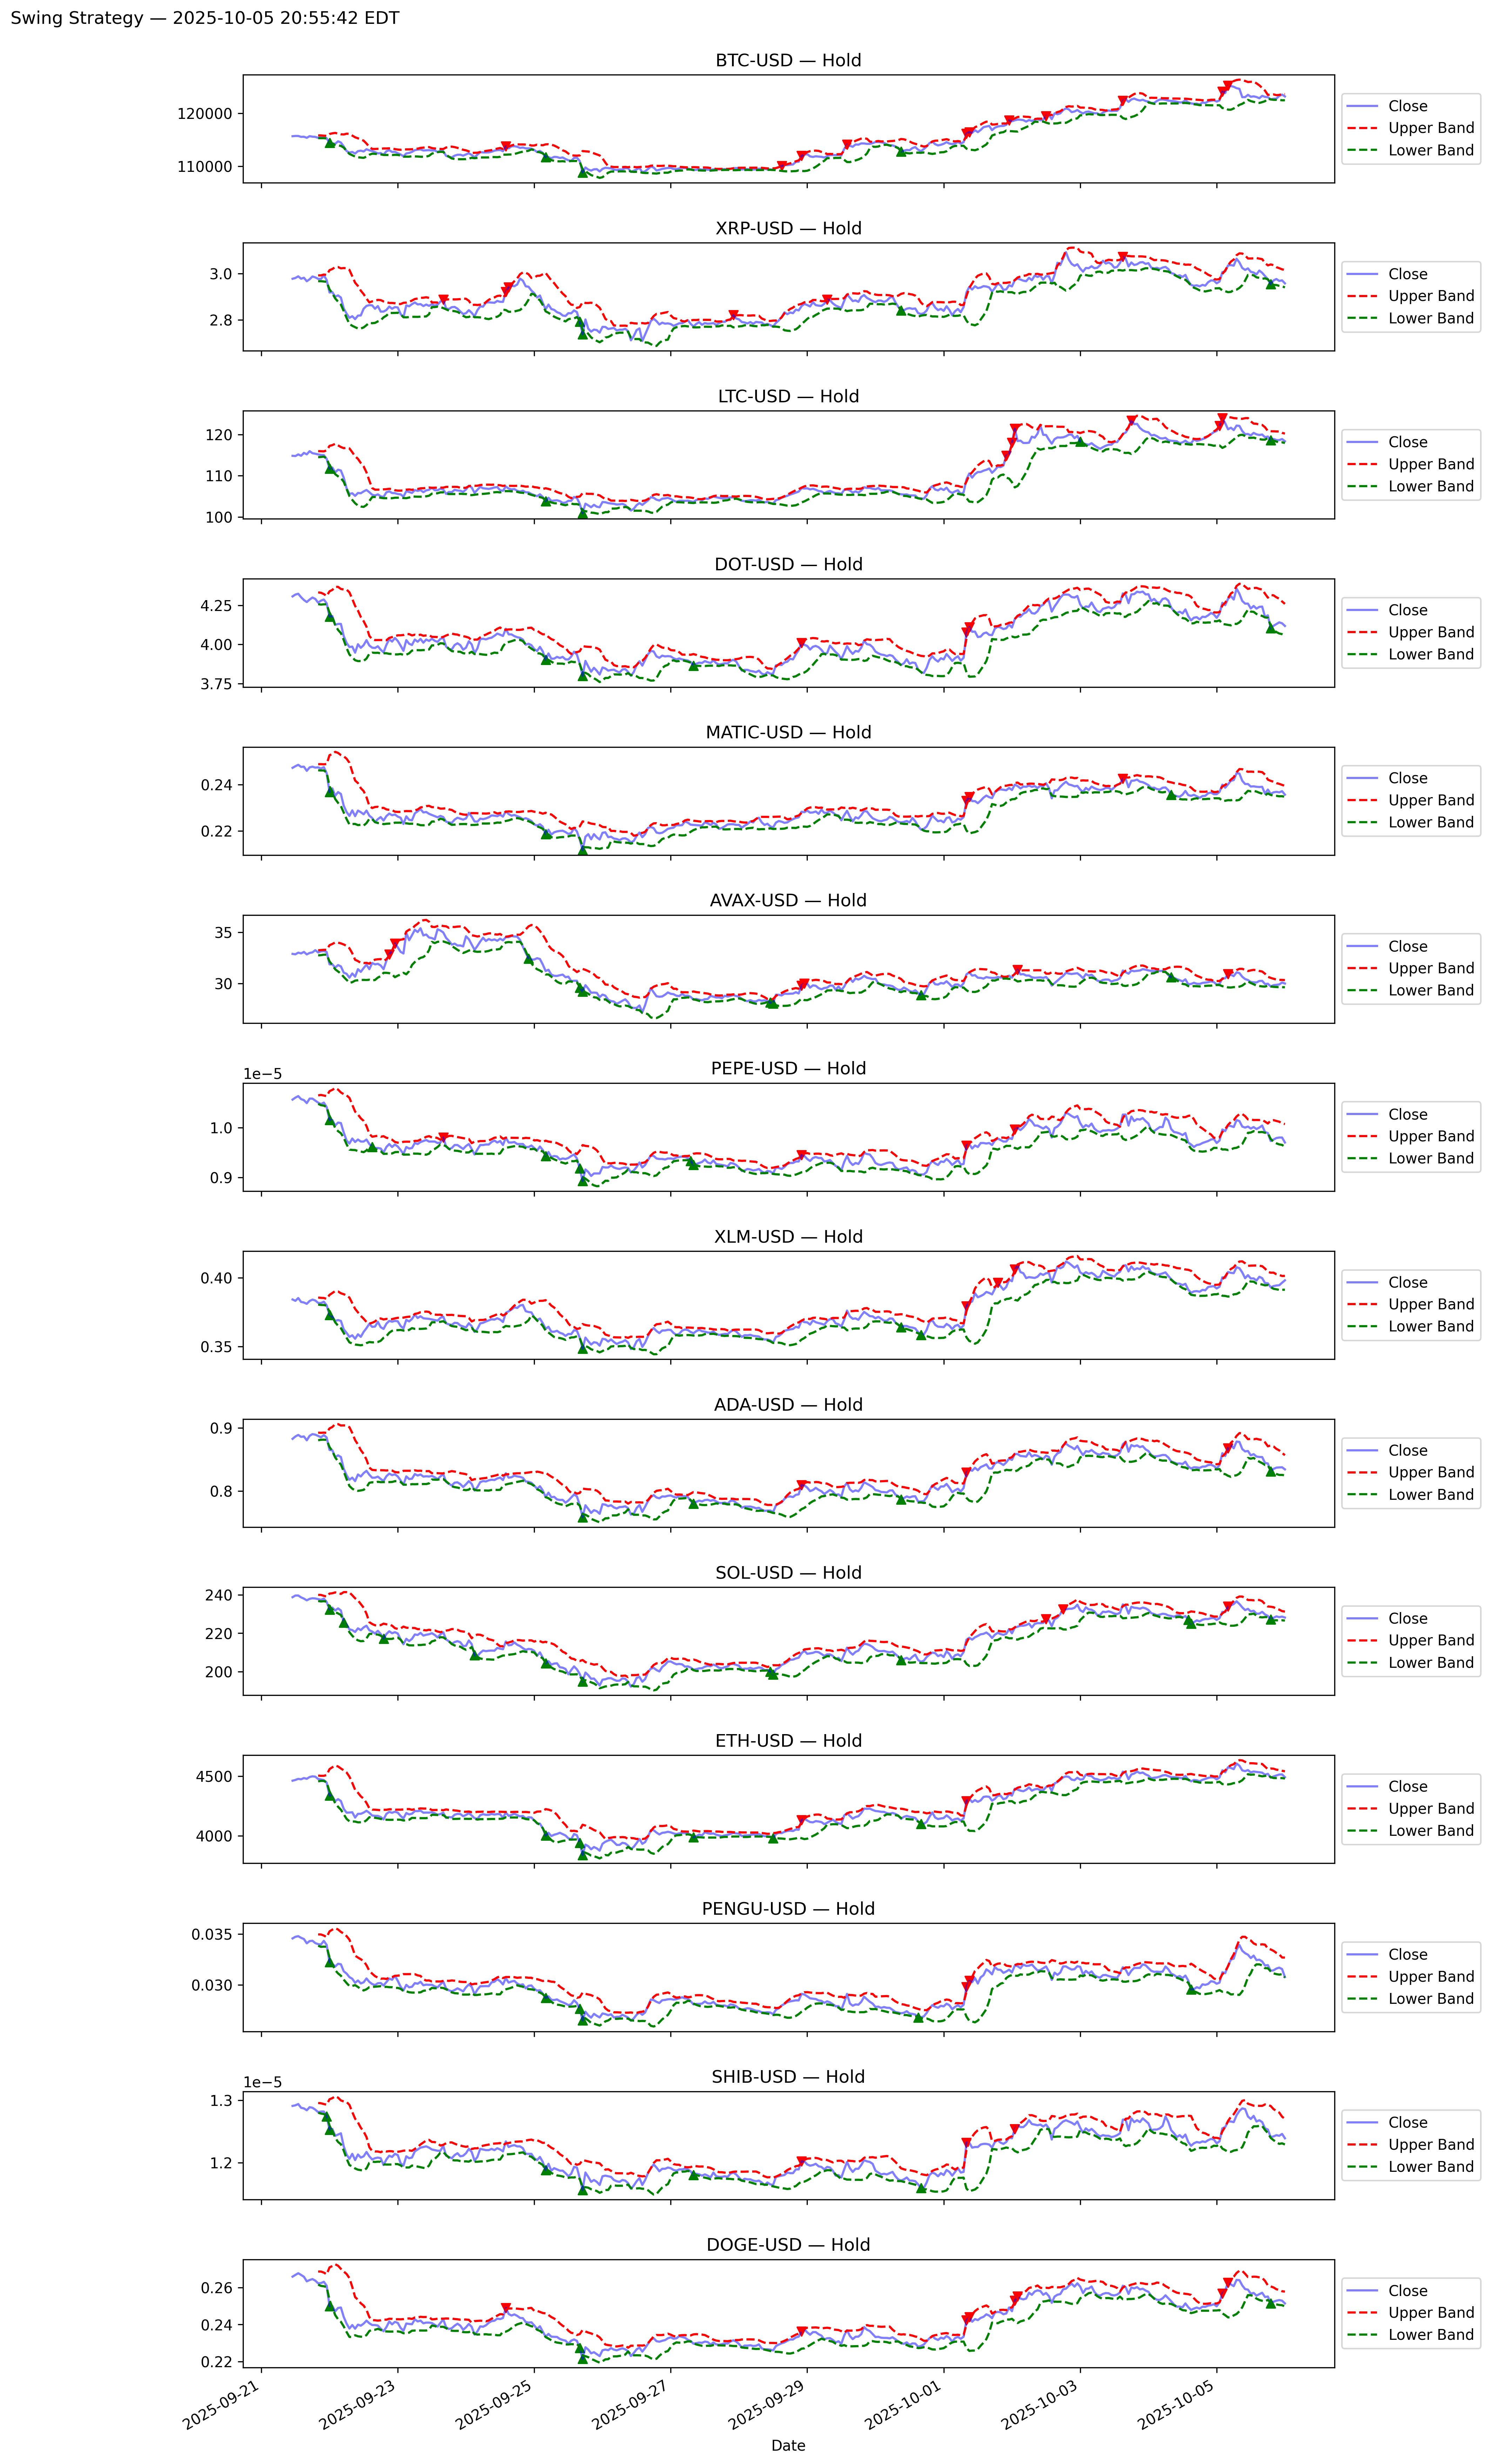 Swing Strategy — 2025-10-05 20:55:42 EDT
BTC-USD — Hold
120000
110000
Close
Upper Band
Lower Band
XRP-USD — Hold
3.0
2.8
Close
Upper Band
Lower Band
LTC-USD — Hold
120
110
100
Close
Upper Band
Lower Band
DOT-USD — Hold
4.25
4.00
3.75
Close
Upper Band
Lower Band
MATIC-USD — Hold
0.24
0.22
Close
Upper Band
Lower Band
AVAX-USD — Hold
35
30
Close
Upper Band
Lower Band
PEPE-USD — Hold
1e−5
1.0
0.9
Close
Upper Band
Lower Band
XLM-USD — Hold
0.40
0.35
Close
Upper Band
Lower Band
ADA-USD — Hold
0.9
0.8
Close
Upper Band
Lower Band
SOL-USD — Hold
240
220
200
Close
Upper Band
Lower Band
ETH-USD — Hold
4500
4000
Close
Upper Band
Lower Band
PENGU-USD — Hold
0.035
0.030
Close
Upper Band
Lower Band
SHIB-USD — Hold
1e−5
1.3
1.2
Close
Upper Band
Lower Band
DOGE-USD — Hold
0.26
0.24
0.22
Close
Upper Band
Lower Band
2025-09-21
2025-09-23
2025-09-25
2025-09-27
2025-09-29
2025-10-01
2025-10-03
2025-10-05
Date